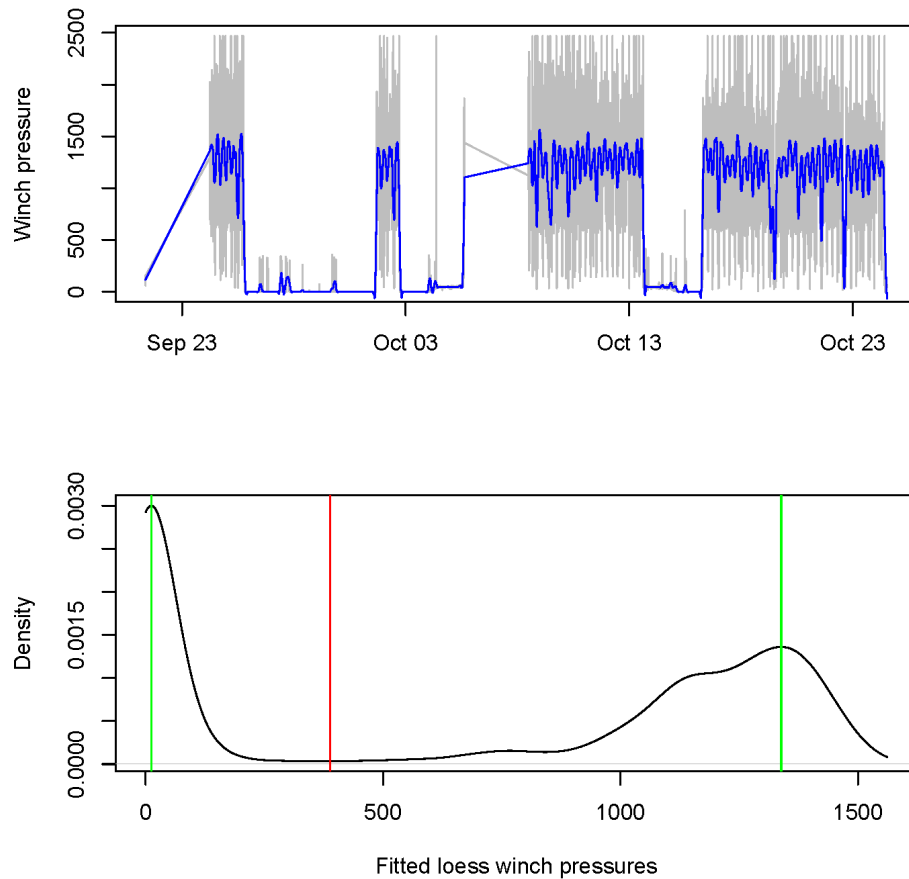 Winch pressure
2500
1500
500
0
Sep 23
Oct 03
Oct 13
Oct 23
Density
0.0030
0.0015
0.0000
0
500
1000
1500
Fitted loess winch pressures